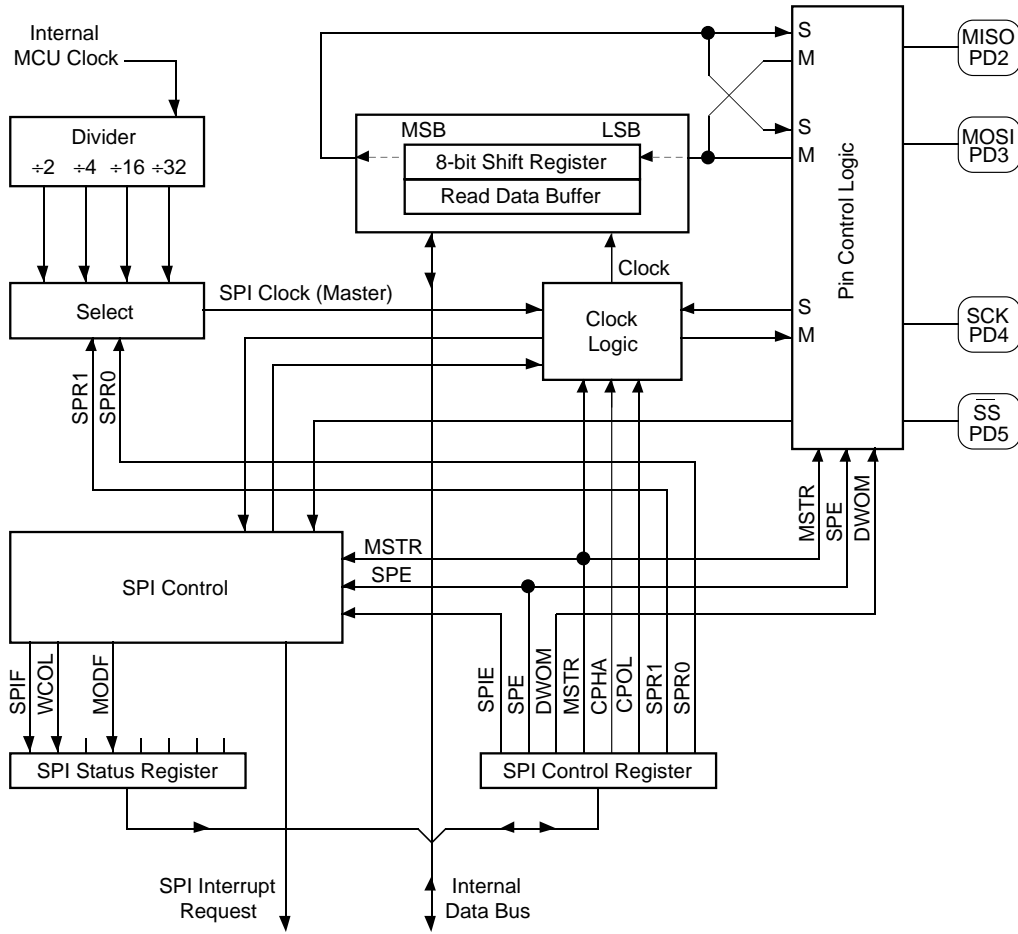 Internal
MCU Clock
Divider
÷2 ÷4 ÷16 ÷32
Select
SPI Clock (Master)
SPR1
SPR0
MSB LSB
8-bit Shift Register
Read Data Buffer
Clock
Clock
Logic
S
M
S
M
S
M
Pin Control Logic
MISO
PD2
MOSI
PD3
SCK
PD4
SS
PD5
MSTR
SPE
DWOM
MSTR
SPE
SPI Control
SPIF
WCOL
MODF
SPIE
SPE
DWOM
MSTR
CPHA
CPOL
SPR1
SPR0
SPI Status Register
SPI Control Register
SPI Interrupt
Request
Internal
Data Bus